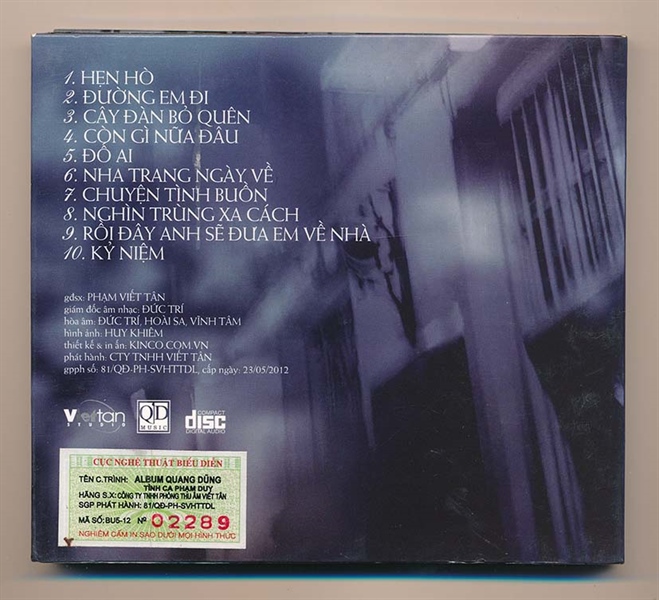 1. HẸN HÒ
2. ĐƯỜNG EM ĐI
3. CÂY ĐÀN BỎ QUÊN
4. CÒN GÌ NỮA ĐÂU
5. ĐỐ AI
6. NHA TRANG NGÀY VỀ
7. CHUYỆN TÌNH BUỒN
8. NGHÌN TRÙNG XA CÁCH
9. RỒI ĐÂY ANH SẼ ĐƯA EM VỀ NHÀ
10. KỶ NIỆM
gđsx: PHẠM VIẾT TÂN
giám đốc âm nhạc: ĐỨC TRÍ
hòa âm: ĐỨC TRÍ, HOÀI SA, VĨNH TÂM
hình ảnh: HUY KHIÊM
thiết kế & in ấn: KINCO.COM.VN
phát hành: CTY TNHH VIẾT TÂN
gpph số: 81/QĐ-PH-SVHTTDL, cấp ngày: 23/05/2012
Viettan STUDIO
QD MUSIC
COMPACT disc DIGITAL AUDIO
CỤC NGHỆ THUẬT BIỂU DIỄN
TÊN C.TRÌNH: ALBUM QUANG DŨNG
TÌNH CA PHẠM DUY
HÃNG S.X: CÔNG TY TNHH PHÒNG THU ÂM VIẾT TÂN
SGP PHÁT HÀNH: 81/QĐ-PH-SVHTTDL
MÃ SỐ: BU5-12 Nº 02289
NGHIÊM CẤM IN SAO DƯỚI MỌI HÌNH THỨC